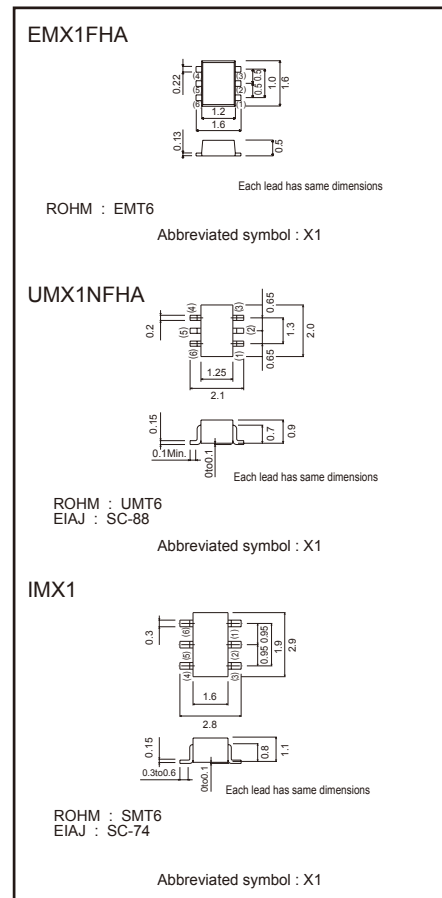 EMX1FHA
0.22
(4)
(5)
(6)
(3)
(2)
(1)
0.5 0.5
1.0
1.6
1.2
1.6
0.13
0.5
Each lead has same dimensions
ROHM : EMT6
Abbreviated symbol : X1
UMX1NFHA
0.2
(4)
(5)
(6)
(3)
(2)
(1)
0.65
0.65
1.3
2.0
1.25
2.1
0.15
0.1Min.
0to0.1
0.7
0.9
Each lead has same dimensions
ROHM : UMT6
EIAJ : SC-88
Abbreviated symbol : X1
IMX1
0.3
(6)
(5)
(4)
(1)
(2)
(3)
0.95 0.95
1.9
2.9
1.6
2.8
0.15
0.3to0.6
0to0.1
0.8
1.1
Each lead has same dimensions
ROHM : SMT6
EIAJ : SC-74
Abbreviated symbol : X1